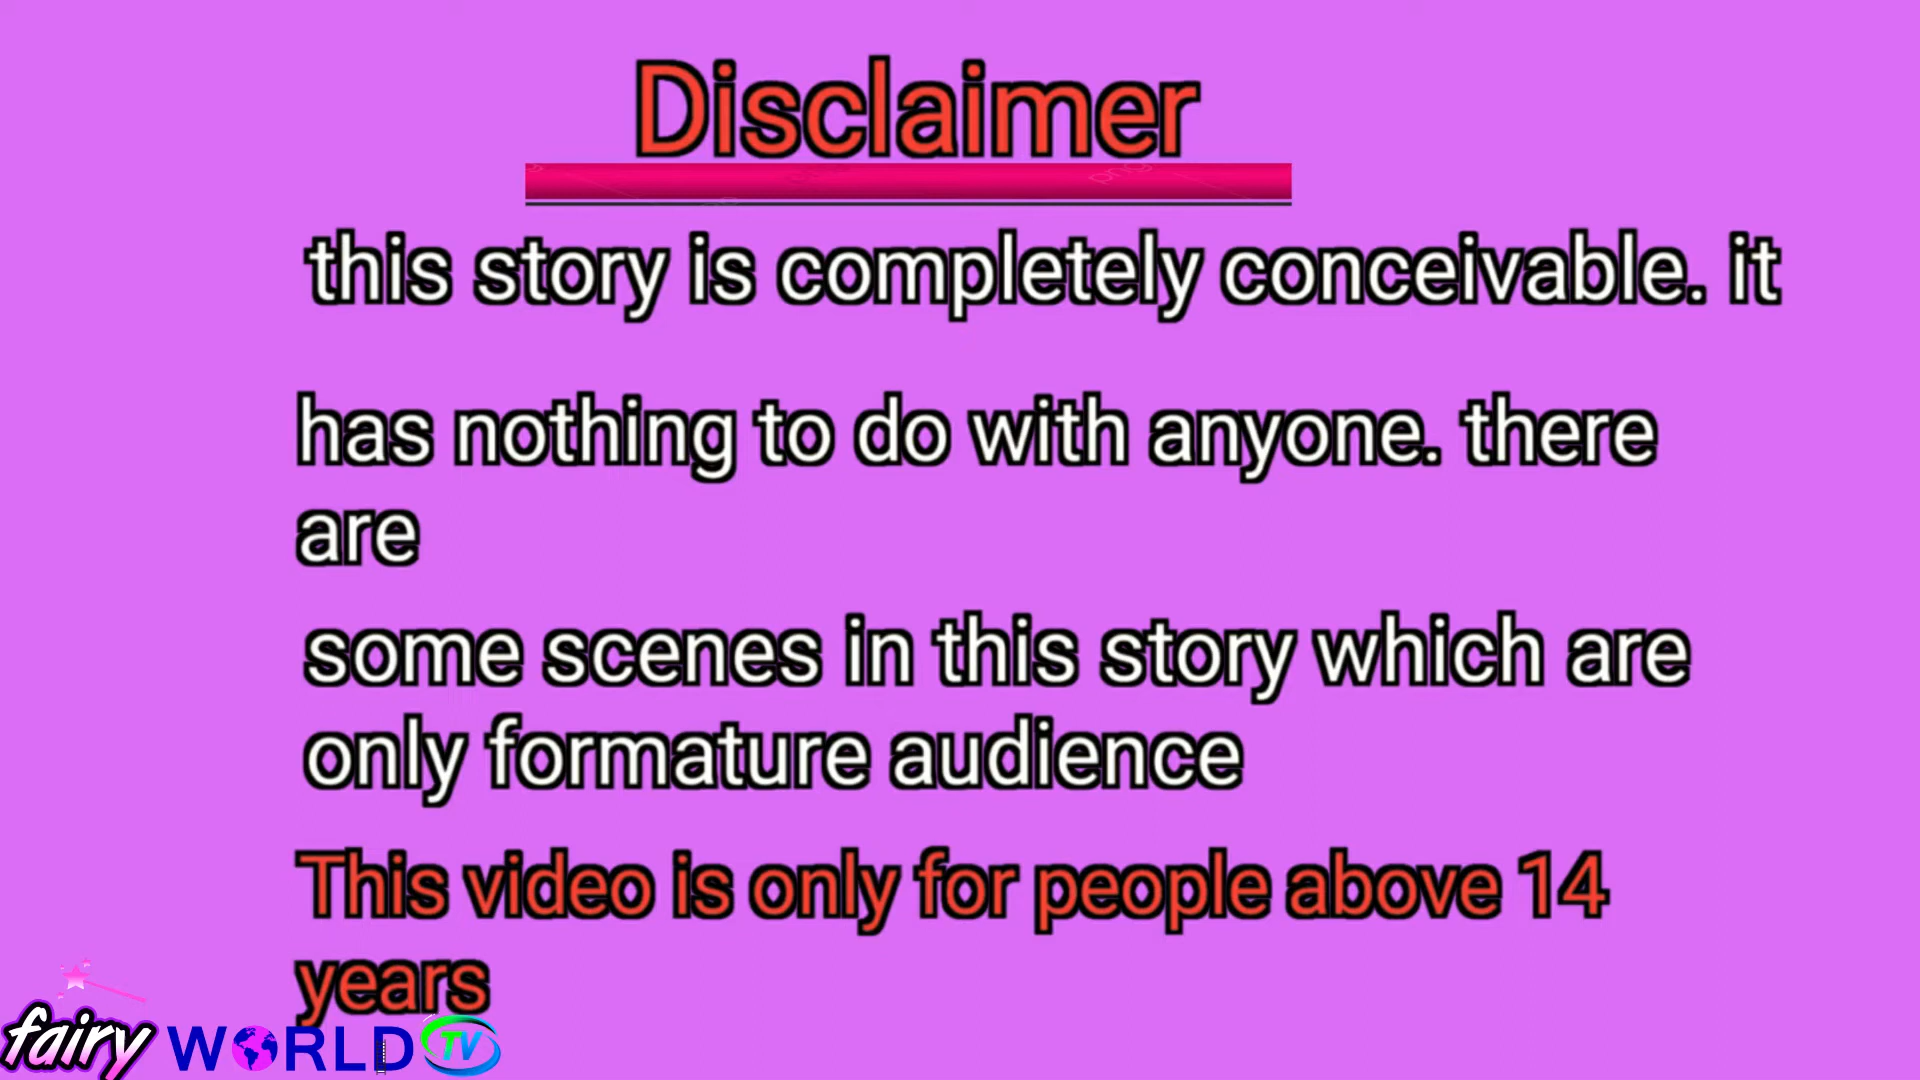 Disclaimer
this story is completely conceivable. it
has nothing to do with anyone. there
are
some scenes in this story which are
only formature audience
This video is only for people above 14
years
fairy WORLD TV